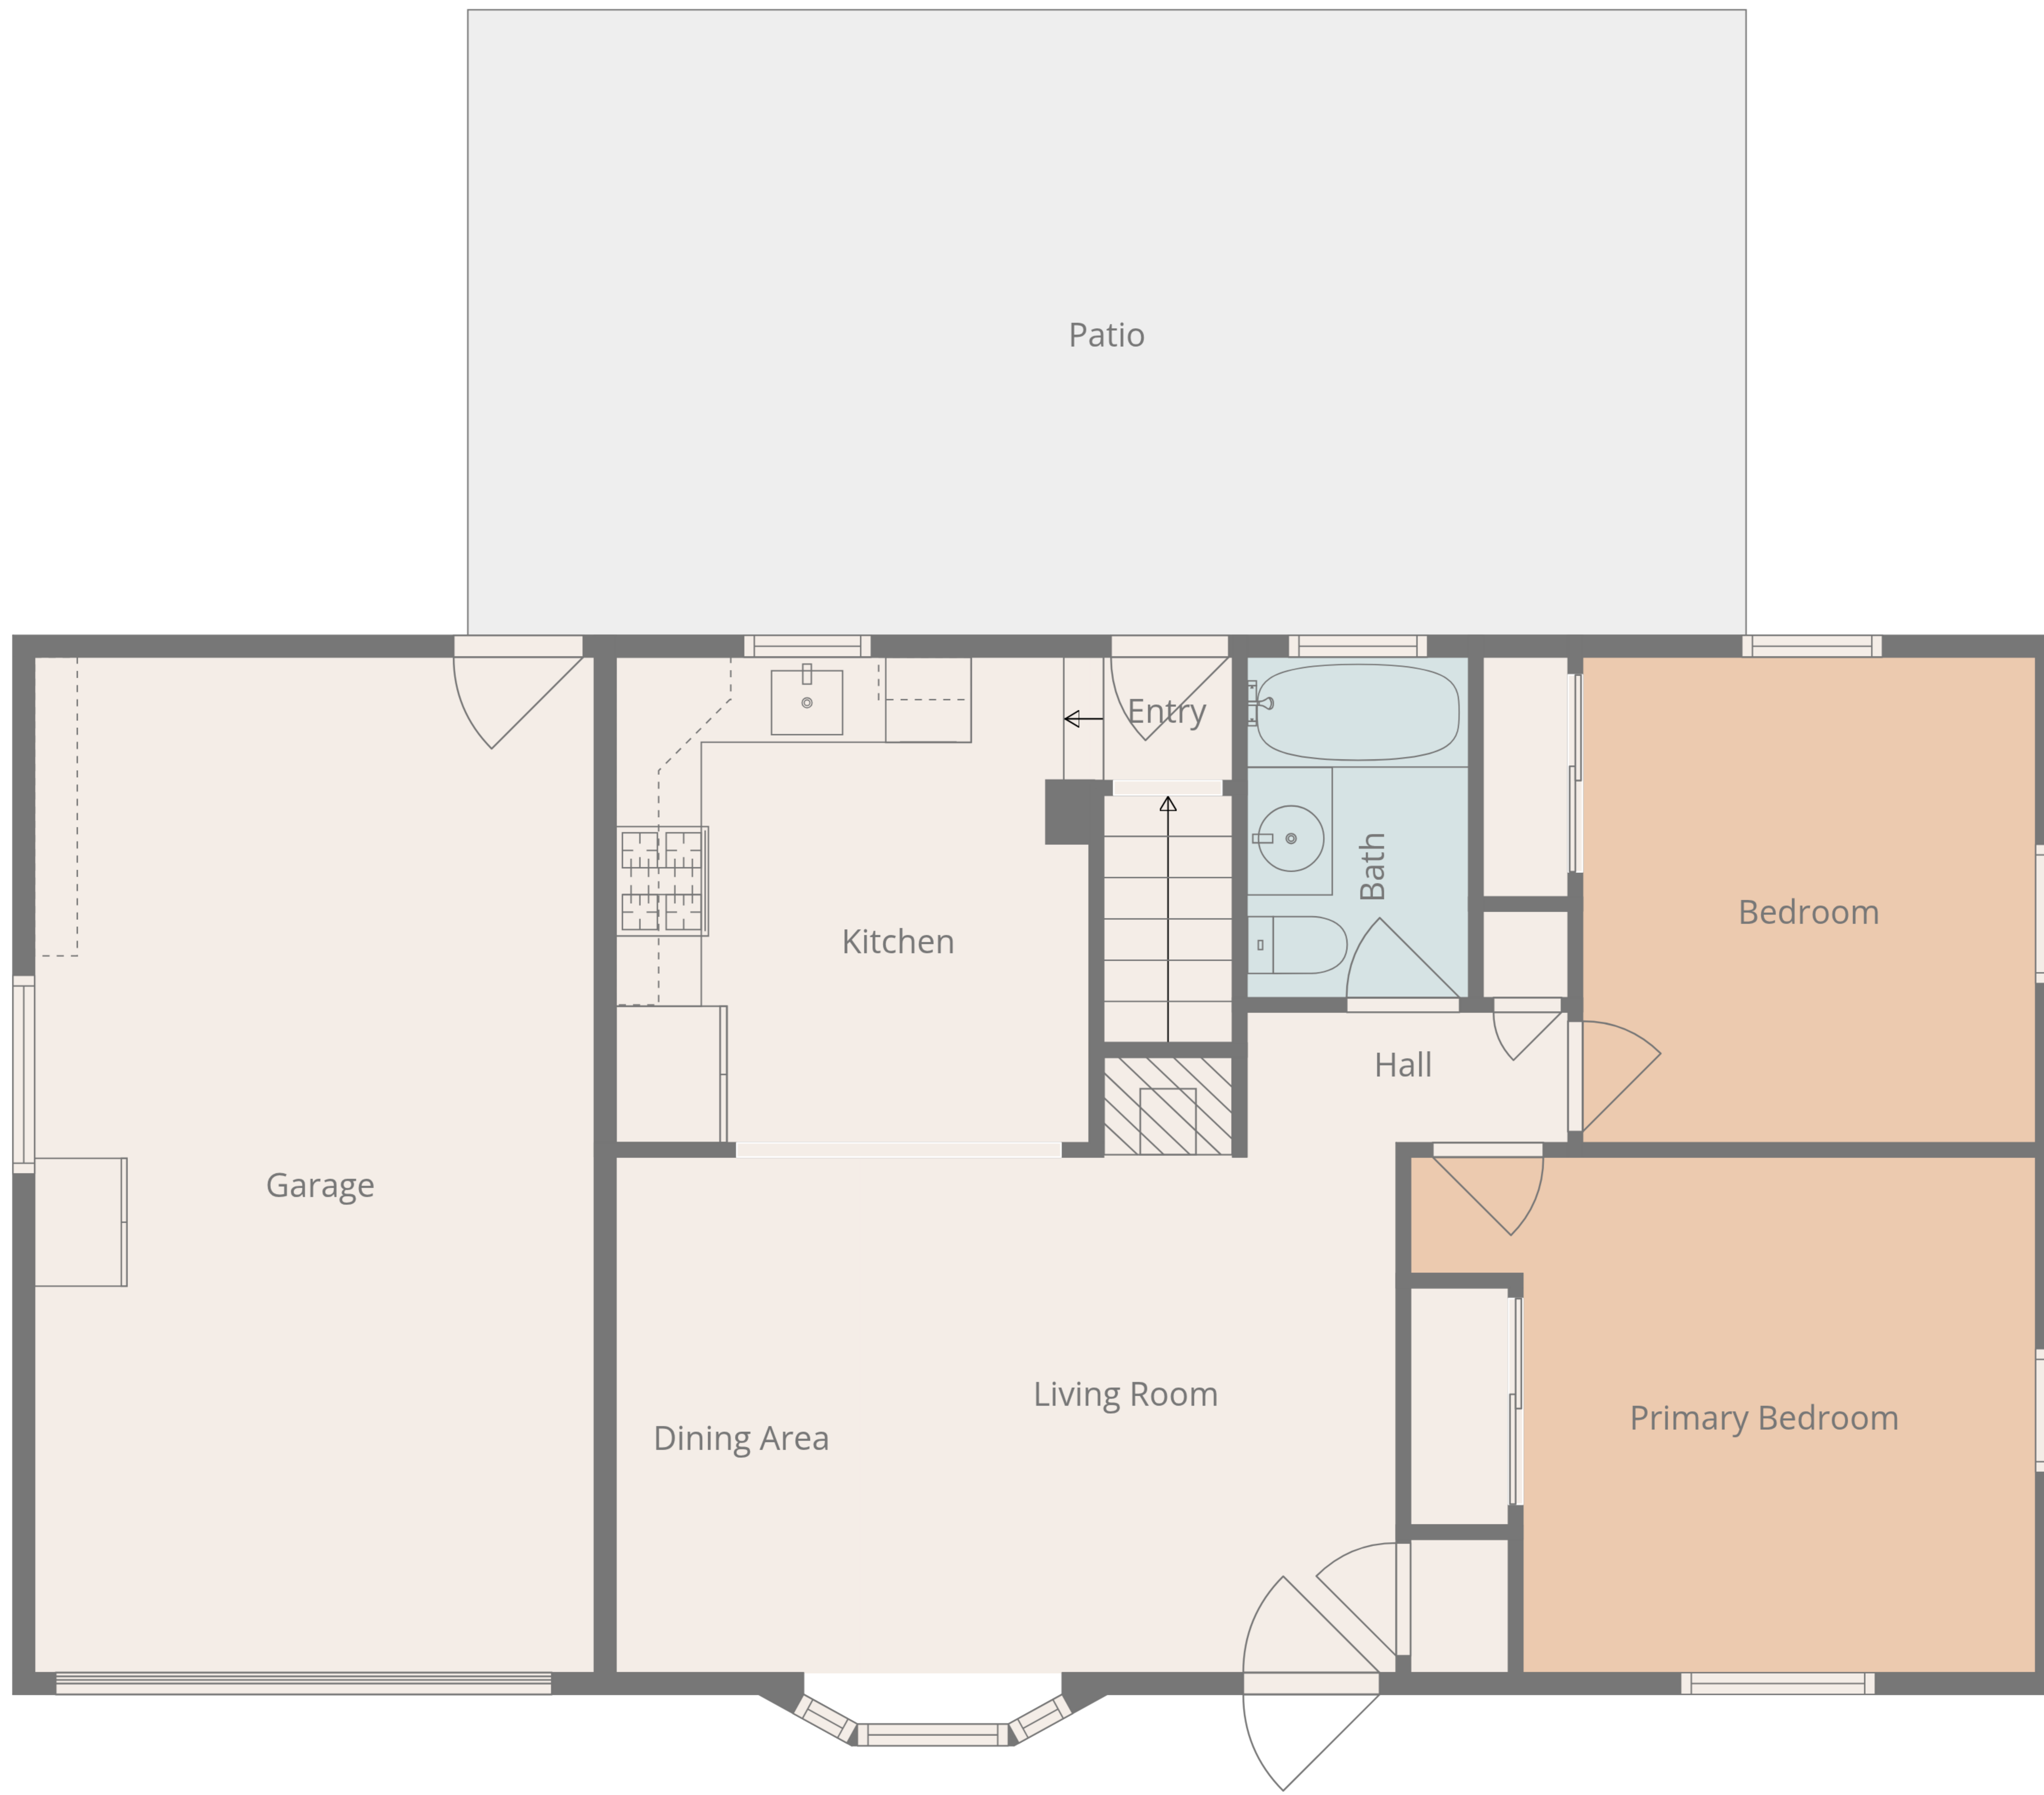 Patio
Entry
Bath
Bedroom
Kitchen
Hall
Garage
Living Room
Primary Bedroom
Dining Area